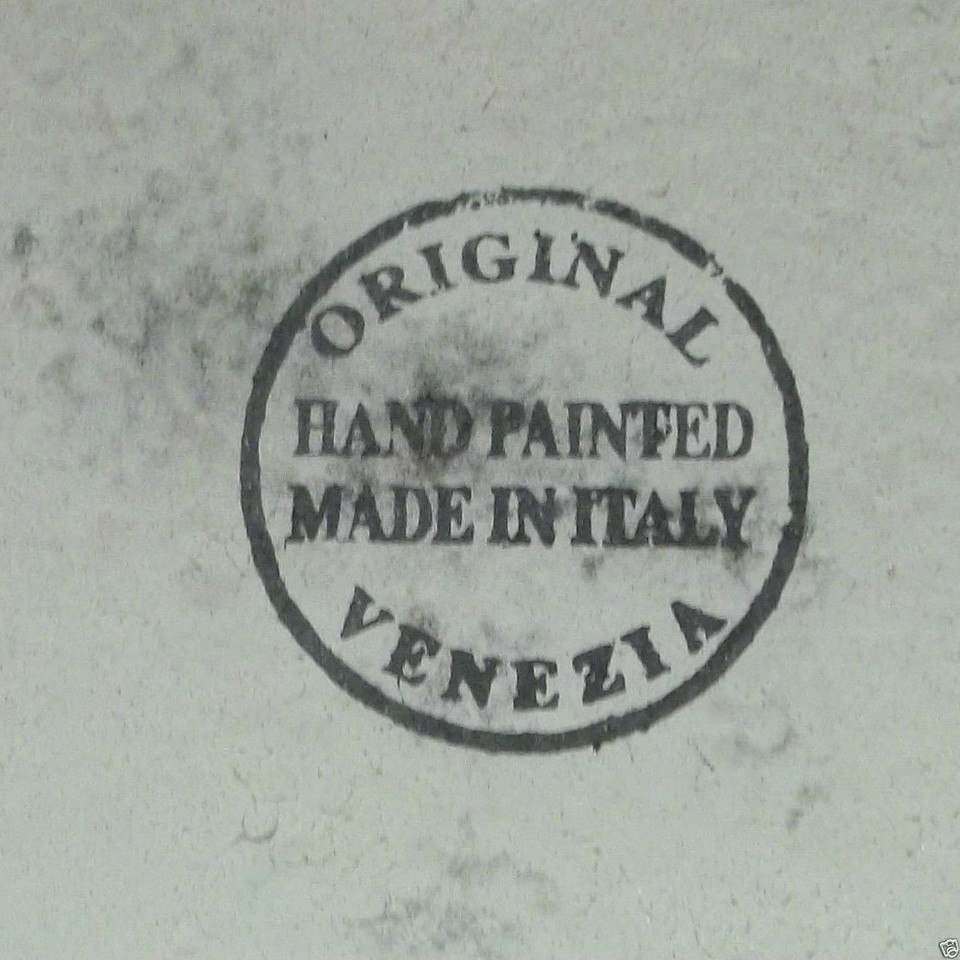 ORIGINAL
HAND PAINTED
MADE IN ITALY
VENEZIA